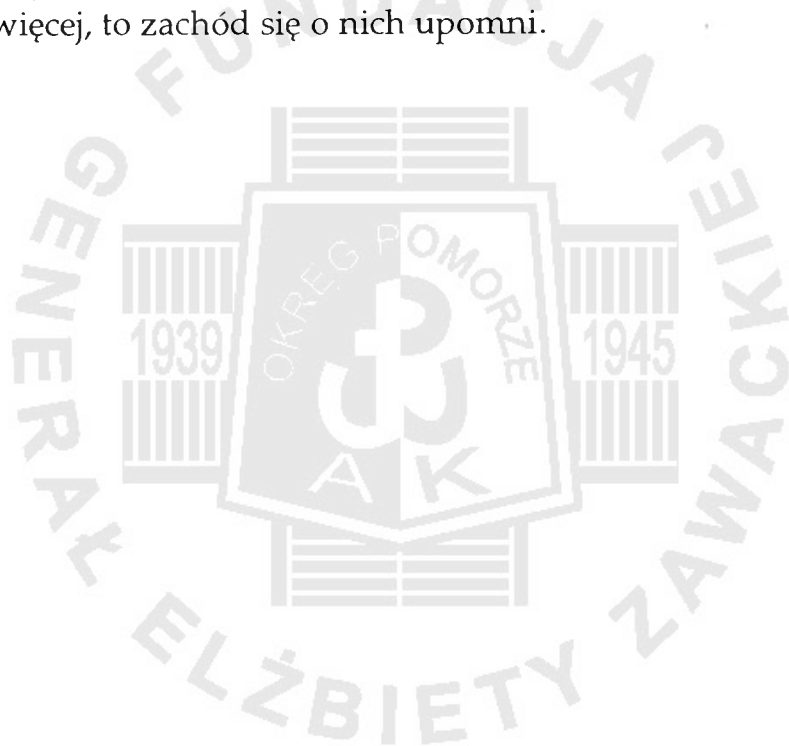 więcej, to zachód się o nich upomni.
FUNDACJA
GENERAŁ
ELŻBIETY
ZAWACKIEJ
OKRĘG POMORZE
1939
1945
AK